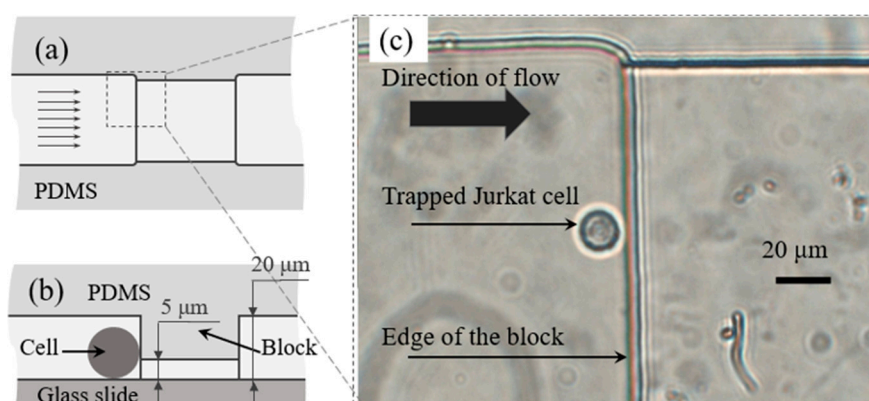 (a)
PDMS
(b)
PDMS
20 μm
5 μm
Cell
Block
Glass slide
(c)
Direction of flow
Trapped Jurkat cell
20 μm
Edge of the block